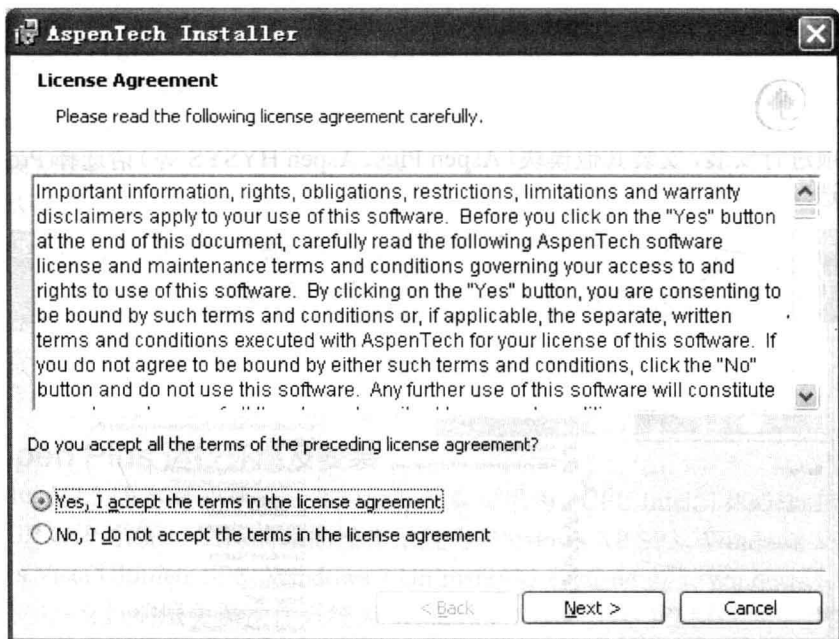 AspenTech Installer
License Agreement
Please read the following license agreement carefully.
Important information, rights, obligations, restrictions, limitations and warranty
disclaimers apply to your use of this software. Before you click on the "Yes" button
at the end of this document, carefully read the following AspenTech software
license and maintenance terms and conditions governing your access to and
rights to use of this software. By clicking on the "Yes" button, you are consenting to
be bound by such terms and conditions or, if applicable, the separate, written
terms and conditions executed with AspenTech for your license of this software. If
you do not agree to be bound by either such terms and conditions, click the "No"
button and do not use this software. Any further use of this software will constitute
Do you accept all the terms of the preceding license agreement?
Yes, I accept the terms in the license agreement
No, I do not accept the terms in the license agreement
< Back
Next >
Cancel